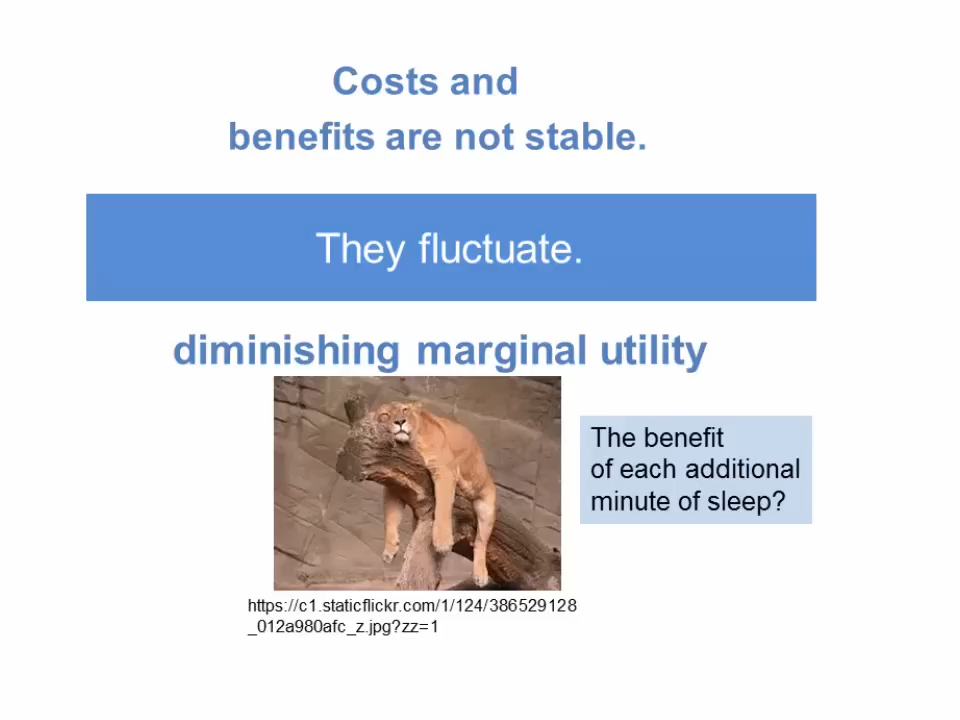 Costs and
benefits are not stable.
They fluctuate.
diminishing marginal utility
The benefit
of each additional
minute of sleep?
https://c1.staticflickr.com/1/124/386529128
_012a980afc_z.jpg?zz=1